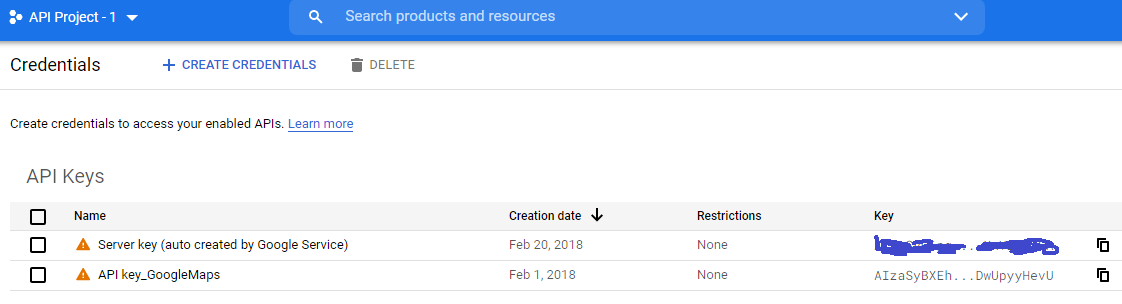 API Project - 1
Search products and resources
Credentials
CREATE CREDENTIALS
DELETE
Create credentials to access your enabled APIs. Learn more
API Keys
Name Creation date Restrictions Key
Server key (auto created by Google Service) Feb 20, 2018 None
API key_GoogleMaps Feb 1, 2018 None AIzaSyBXEh...DwUpyyHevU